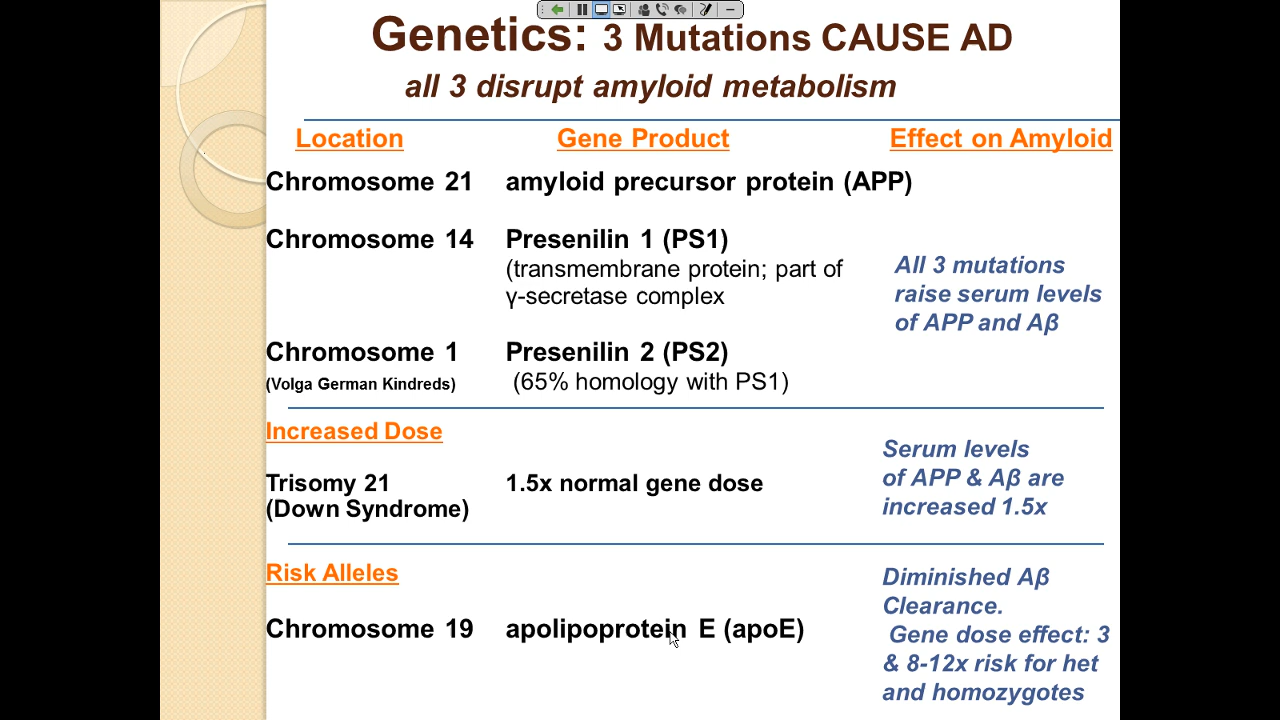 Genetics: 3 Mutations CAUSE AD
all 3 disrupt amyloid metabolism
Location Gene Product Effect on Amyloid
Chromosome 21 amyloid precursor protein (APP)
Chromosome 14 Presenilin 1 (PS1)
(transmembrane protein; part of
γ-secretase complex
All 3 mutations
raise serum levels
of APP and Aβ
Chromosome 1 Presenilin 2 (PS2)
(Volga German Kindreds) (65% homology with PS1)
Increased Dose
Trisomy 21 1.5x normal gene dose
(Down Syndrome)
Serum levels
of APP & Aβ are
increased 1.5x
Risk Alleles
Chromosome 19 apolipoprotein E (apoE)
Diminished Aβ
Clearance.
Gene dose effect: 3
& 8-12x risk for het
and homozygotes